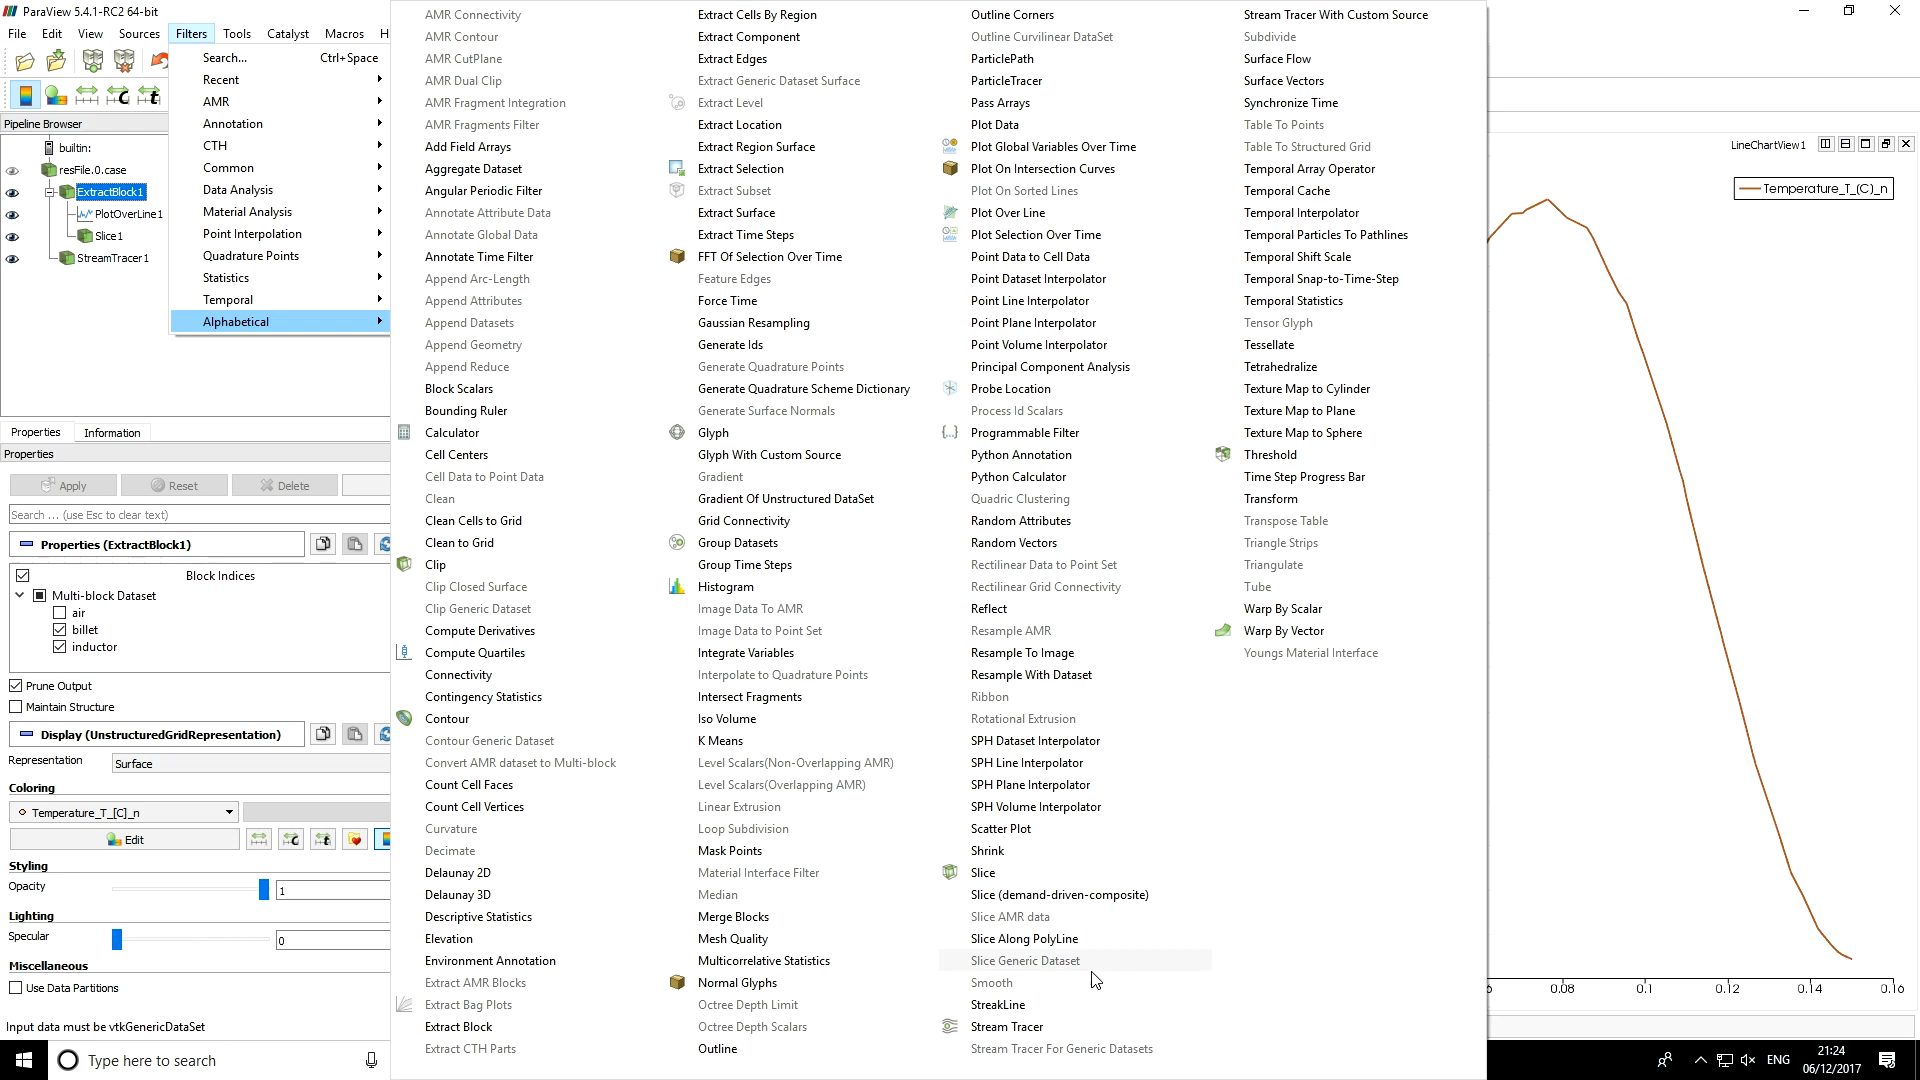 ParaView 5.4.1-RC2 64-bit
File Edit View Sources Filters Tools Catalyst Macros H
Pipeline Browser
builtin:
resFile.0.case
ExtractBlock1
PlotOverLine1
Slice1
StreamTracer1
Search... Ctrl+Space
Recent
AMR
Annotation
CTH
Common
Data Analysis
Material Analysis
Point Interpolation
Quadrature Points
Statistics
Temporal
Alphabetical
Properties Information
Properties
Apply Reset Delete
Search ... (use Esc to clear text)
Properties (ExtractBlock1)
Block Indices
Multi-block Dataset
air
billet
inductor
Prune Output
Maintain Structure
Display (UnstructuredGridRepresentation)
Representation Surface
Coloring
Temperature_T_[C]_n
Edit
Styling
Opacity 1
Lighting
Specular 0
Miscellaneous
Use Data Partitions
Input data must be vtkGenericDataSet
AMR Connectivity
AMR Contour
AMR CutPlane
AMR Dual Clip
AMR Fragment Integration
AMR Fragments Filter
Add Field Arrays
Aggregate Dataset
Angular Periodic Filter
Annotate Attribute Data
Annotate Global Data
Annotate Time Filter
Append Arc-Length
Append Attributes
Append Datasets
Append Geometry
Append Reduce
Block Scalars
Bounding Ruler
Calculator
Cell Centers
Cell Data to Point Data
Clean
Clean Cells to Grid
Clean to Grid
Clip
Clip Closed Surface
Clip Generic Dataset
Compute Derivatives
Compute Quartiles
Connectivity
Contingency Statistics
Contour
Contour Generic Dataset
Convert AMR dataset to Multi-block
Count Cell Faces
Count Cell Vertices
Curvature
Decimate
Delaunay 2D
Delaunay 3D
Descriptive Statistics
Elevation
Environment Annotation
Extract AMR Blocks
Extract Bag Plots
Extract Block
Extract CTH Parts
Extract Cells By Region
Extract Component
Extract Edges
Extract Generic Dataset Surface
Extract Level
Extract Location
Extract Region Surface
Extract Selection
Extract Subset
Extract Surface
Extract Time Steps
FFT Of Selection Over Time
Feature Edges
Force Time
Gaussian Resampling
Generate Ids
Generate Quadrature Points
Generate Quadrature Scheme Dictionary
Generate Surface Normals
Glyph
Glyph With Custom Source
Gradient
Gradient Of Unstructured DataSet
Grid Connectivity
Group Datasets
Group Time Steps
Histogram
Image Data To AMR
Image Data to Point Set
Integrate Variables
Interpolate to Quadrature Points
Intersect Fragments
Iso Volume
K Means
Level Scalars(Non-Overlapping AMR)
Level Scalars(Overlapping AMR)
Linear Extrusion
Loop Subdivision
Mask Points
Material Interface Filter
Median
Merge Blocks
Mesh Quality
Multicorrelative Statistics
Normal Glyphs
Octree Depth Limit
Octree Depth Scalars
Outline
Outline Corners
Outline Curvilinear DataSet
ParticlePath
ParticleTracer
Pass Arrays
Plot Data
Plot Global Variables Over Time
Plot On Intersection Curves
Plot On Sorted Lines
Plot Over Line
Plot Selection Over Time
Point Data to Cell Data
Point Dataset Interpolator
Point Line Interpolator
Point Plane Interpolator
Point Volume Interpolator
Principal Component Analysis
Probe Location
Process Id Scalars
Programmable Filter
Python Annotation
Python Calculator
Quadric Clustering
Random Attributes
Random Vectors
Rectilinear Data to Point Set
Rectilinear Grid Connectivity
Reflect
Resample AMR
Resample To Image
Resample With Dataset
Ribbon
Rotational Extrusion
SPH Dataset Interpolator
SPH Line Interpolator
SPH Plane Interpolator
SPH Volume Interpolator
Scatter Plot
Shrink
Slice
Slice (demand-driven-composite)
Slice AMR data
Slice Along PolyLine
Slice Generic Dataset
Smooth
StreakLine
Stream Tracer
Stream Tracer For Generic Datasets
Stream Tracer With Custom Source
Subdivide
Surface Flow
Surface Vectors
Synchronize Time
Table To Points
Table To Structured Grid
Temporal Array Operator
Temporal Cache
Temporal Interpolator
Temporal Particles To Pathlines
Temporal Shift Scale
Temporal Snap-to-Time-Step
Temporal Statistics
Tensor Glyph
Tessellate
Tetrahedralize
Texture Map to Cylinder
Texture Map to Plane
Texture Map to Sphere
Threshold
Time Step Progress Bar
Transform
Transpose Table
Triangle Strips
Triangulate
Tube
Warp By Scalar
Warp By Vector
Youngs Material Interface
LineChartView1
Temperature_T_(C)_n
0.08 0.1 0.12 0.14 0.16
Type here to search
ENG
21:24
06/12/2017